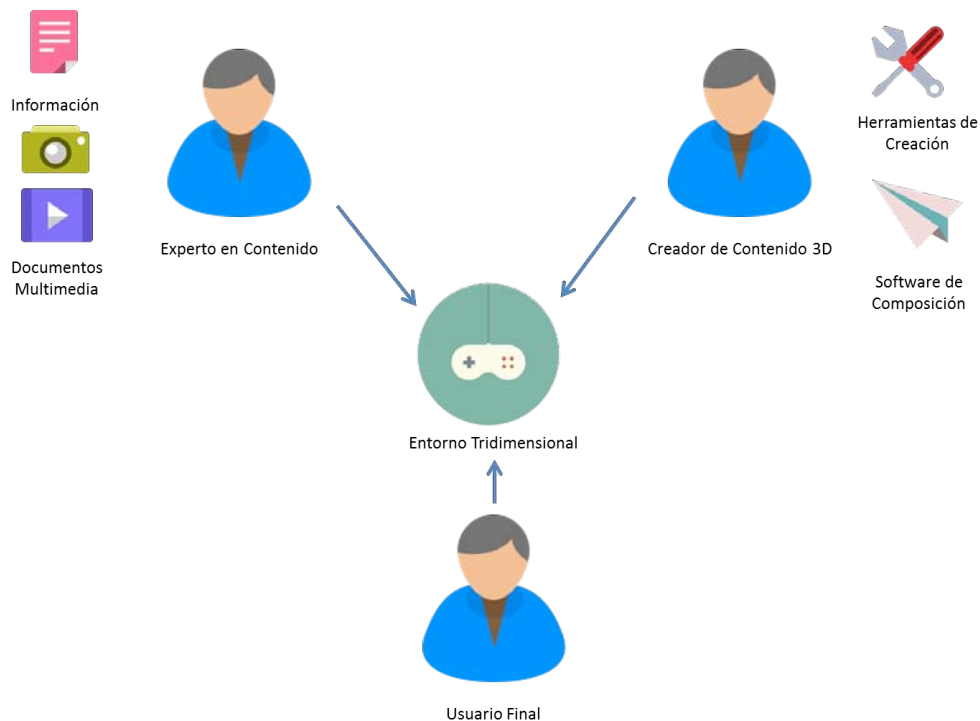 Información
Documentos
Multimedia
Experto en Contenido
Creador de Contenido 3D
Herramientas de
Creación
Software de
Composición
Entorno Tridimensional
Usuario Final